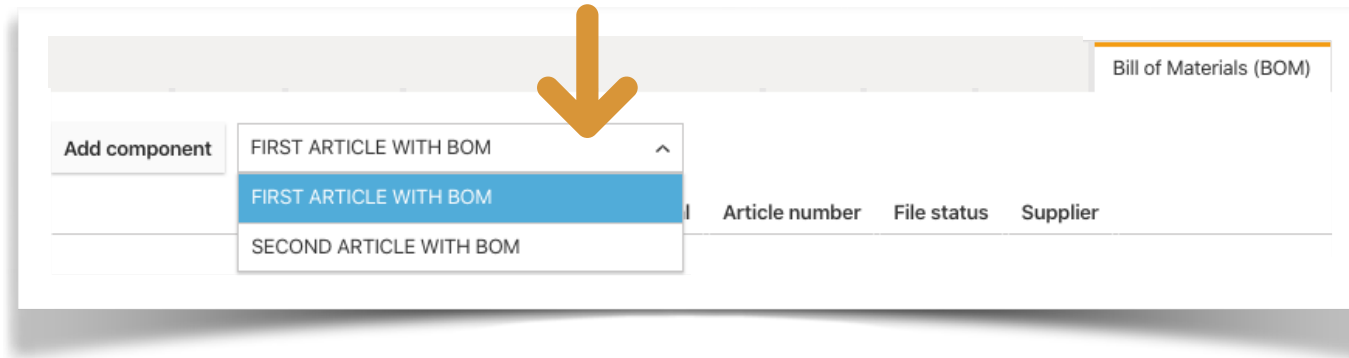 Bill of Materials (BOM)
Add component
FIRST ARTICLE WITH BOM
FIRST ARTICLE WITH BOM
Article number File status Supplier
SECOND ARTICLE WITH BOM